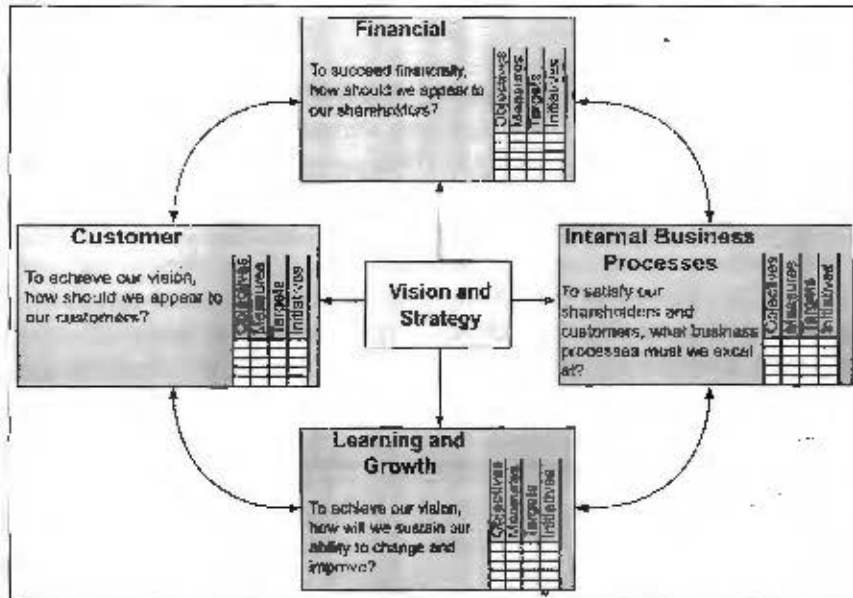 Financial
To succeed financially,
how should we appear to
our shareholders?
Objectives
Measures
Targets
Initiatives
Customer
To achieve our vision,
how should we appear to
our customers?
Objectives
Measures
Targets
Initiatives
Vision and
Strategy
Internal Business
Processes
To satisfy our
shareholders and
customers, what business
processes must we excel
at?
Objectives
Measures
Targets
Initiatives
Learning and
Growth
To achieve our vision,
how will we sustain our
ability to change and
improve?
Objectives
Measures
Targets
Initiatives